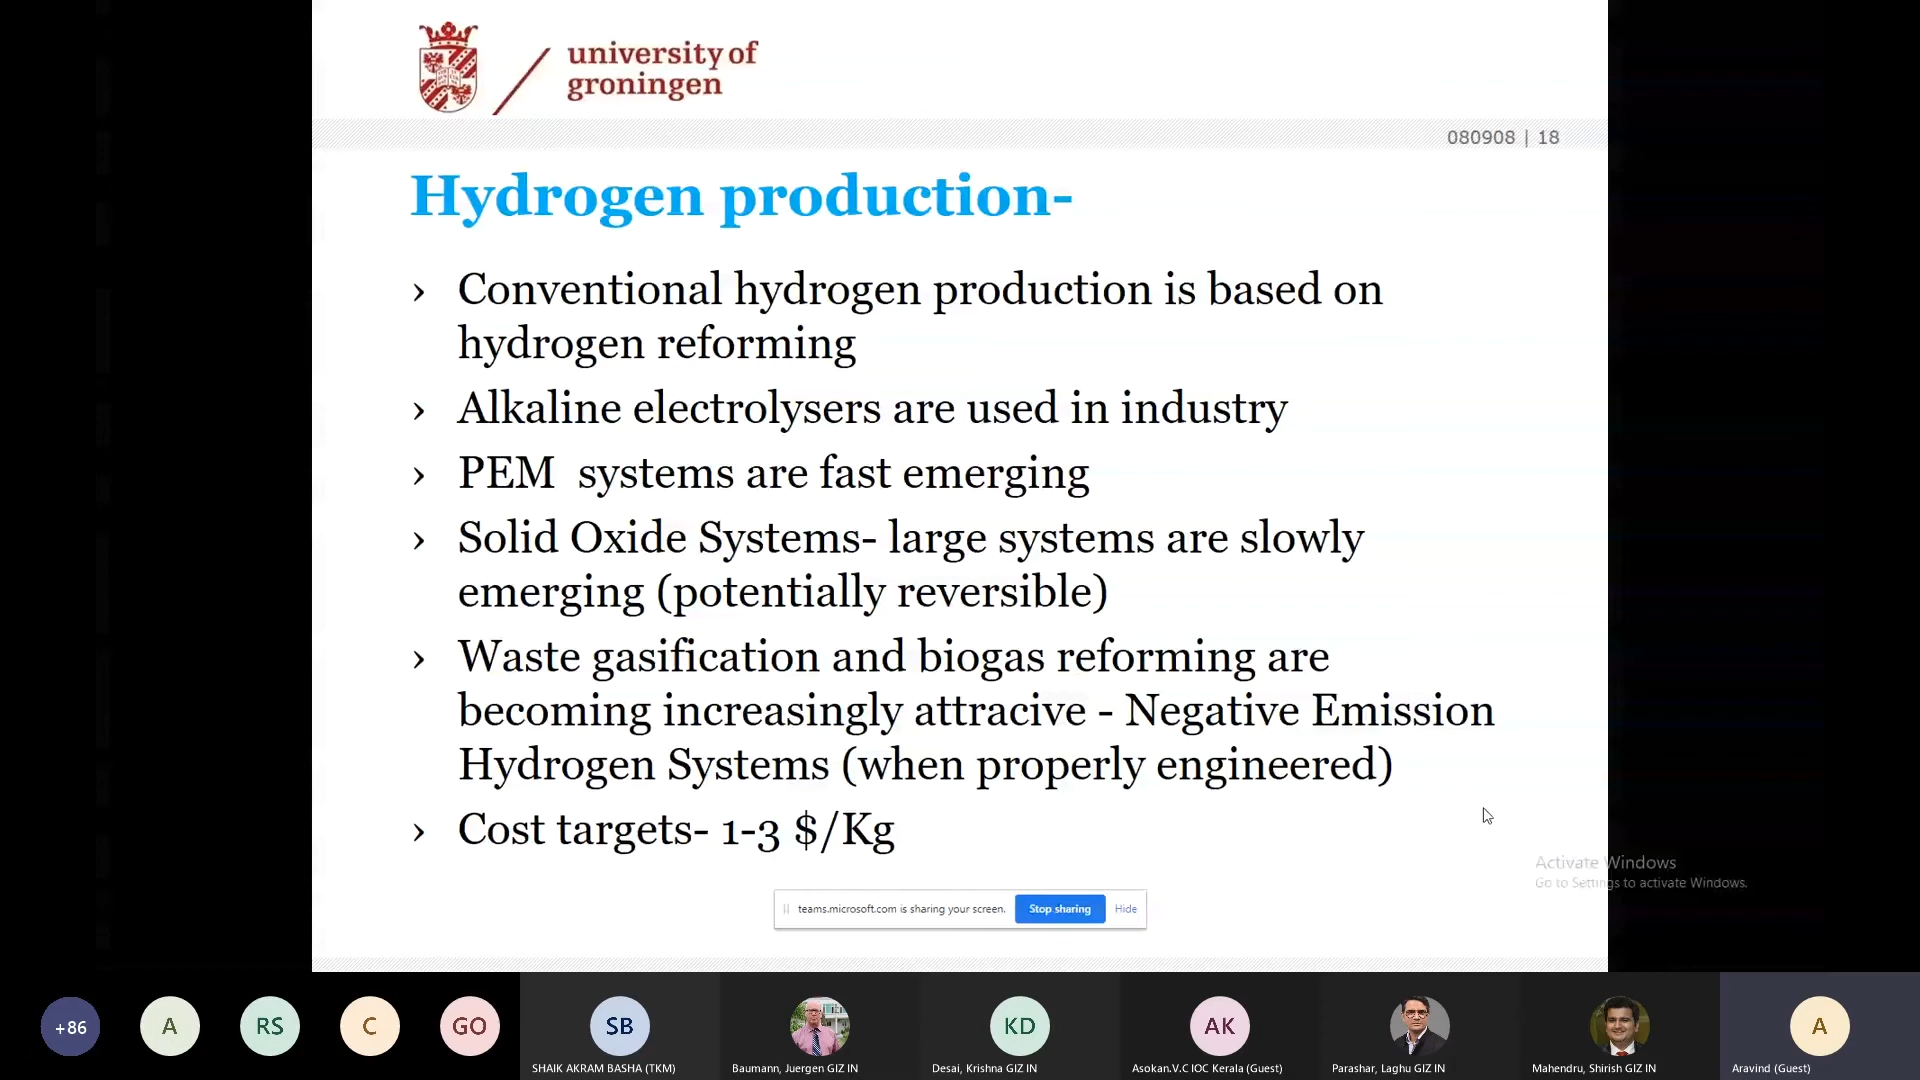 university of
groningen
080908 | 18
Hydrogen production-
› Conventional hydrogen production is based on
hydrogen reforming
› Alkaline electrolysers are used in industry
› PEM  systems are fast emerging
› Solid Oxide Systems- large systems are slowly
emerging (potentially reversible)
› Waste gasification and biogas reforming are
becoming increasingly attracive - Negative Emission
Hydrogen Systems (when properly engineered)
› Cost targets- 1-3 $/Kg
Activate Windows
Go to Settings to activate Windows.
teams.microsoft.com is sharing your screen. Stop sharing Hide
+86 A RS C GO SB KD AK A
SHAIK AKRAM BASHA (TKM) Baumann, Juergen GIZ IN Desai, Krishna GIZ IN Asokan.V.C IOC Kerala (Guest) Parashar, Laghu GIZ IN Mahendru, Shirish GIZ IN Aravind (Guest)